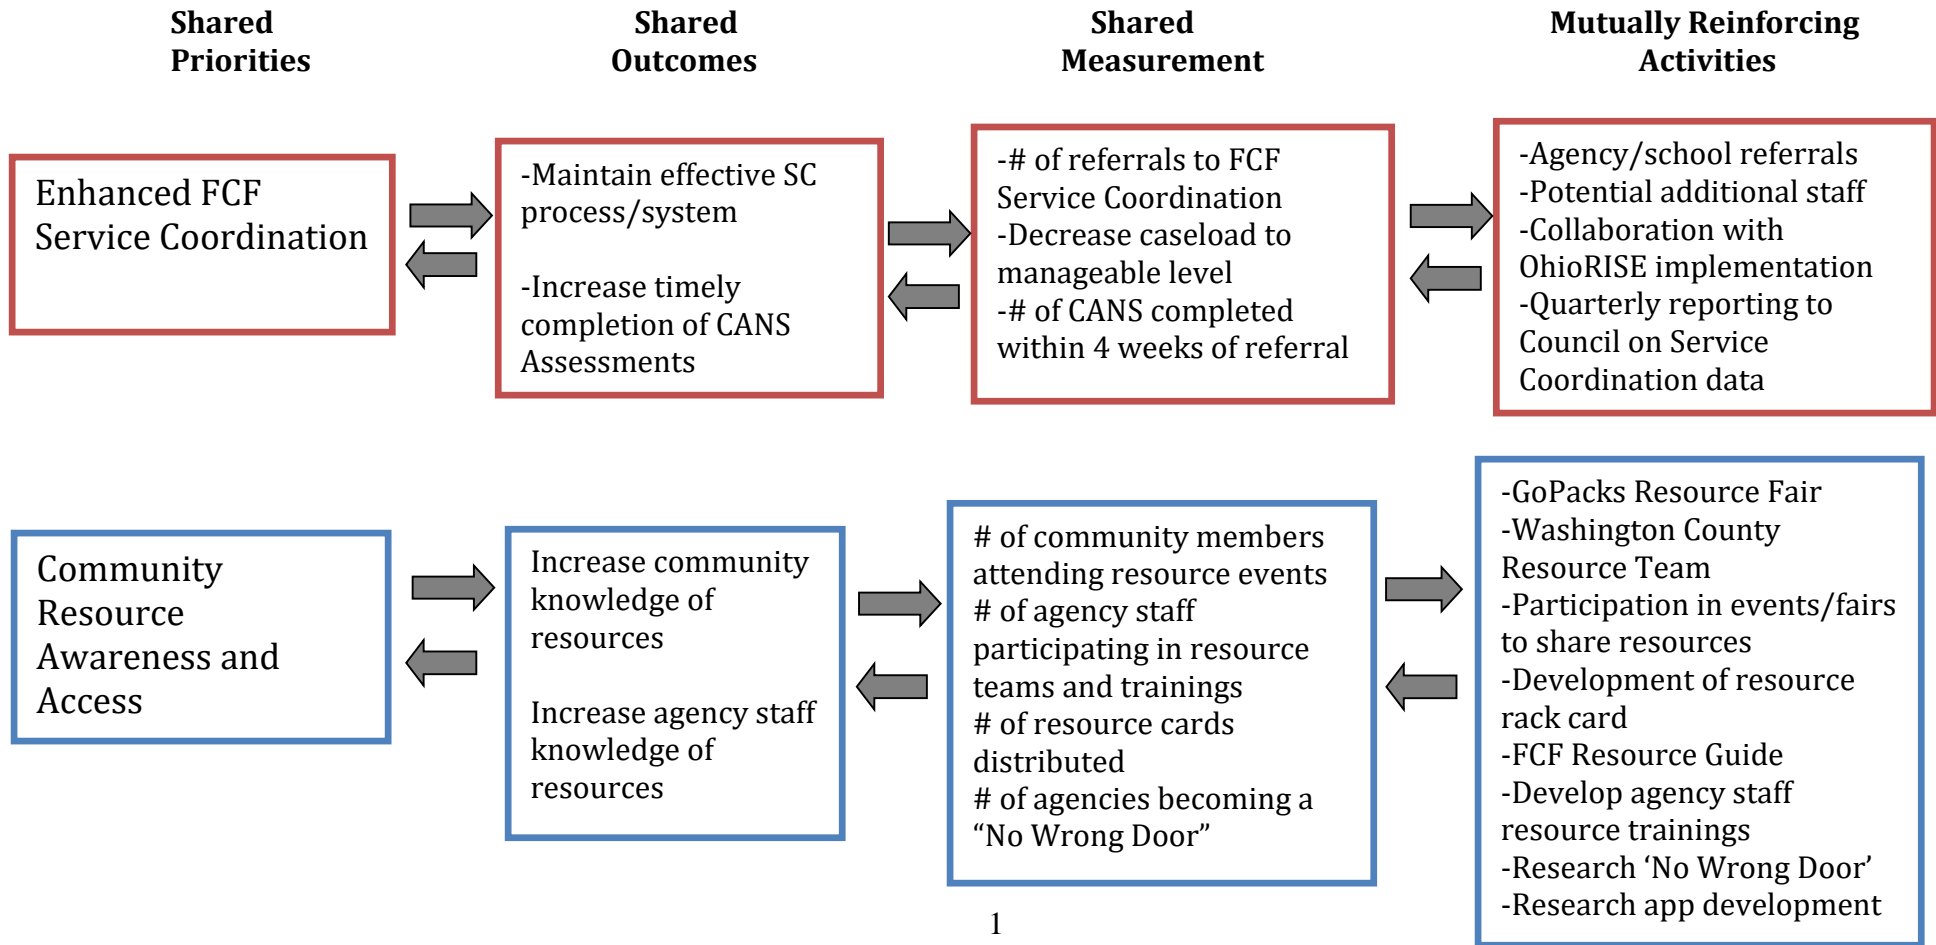 Shared
Priorities
Shared
Outcomes
Shared
Measurement
Mutually Reinforcing
Activities
Enhanced FCF
Service Coordination
-Maintain effective SC
process/system
-Increase timely
completion of CANS
Assessments
-# of referrals to FCF
Service Coordination
-Decrease caseload to
manageable level
-# of CANS completed
within 4 weeks of referral
-Agency/school referrals
-Potential additional staff
-Collaboration with
OhioRISE implementation
-Quarterly reporting to
Council on Service
Coordination data
Community
Resource
Awareness and
Access
Increase community
knowledge of
resources
Increase agency staff
knowledge of
resources
# of community members
attending resource events
# of agency staff
participating in resource
teams and trainings
# of resource cards
distributed
# of agencies becoming a
“No Wrong Door”
-GoPacks Resource Fair
-Washington County
Resource Team
-Participation in events/fairs
to share resources
-Development of resource
rack card
-FCF Resource Guide
-Develop agency staff
resource trainings
-Research ‘No Wrong Door’
-Research app development
1